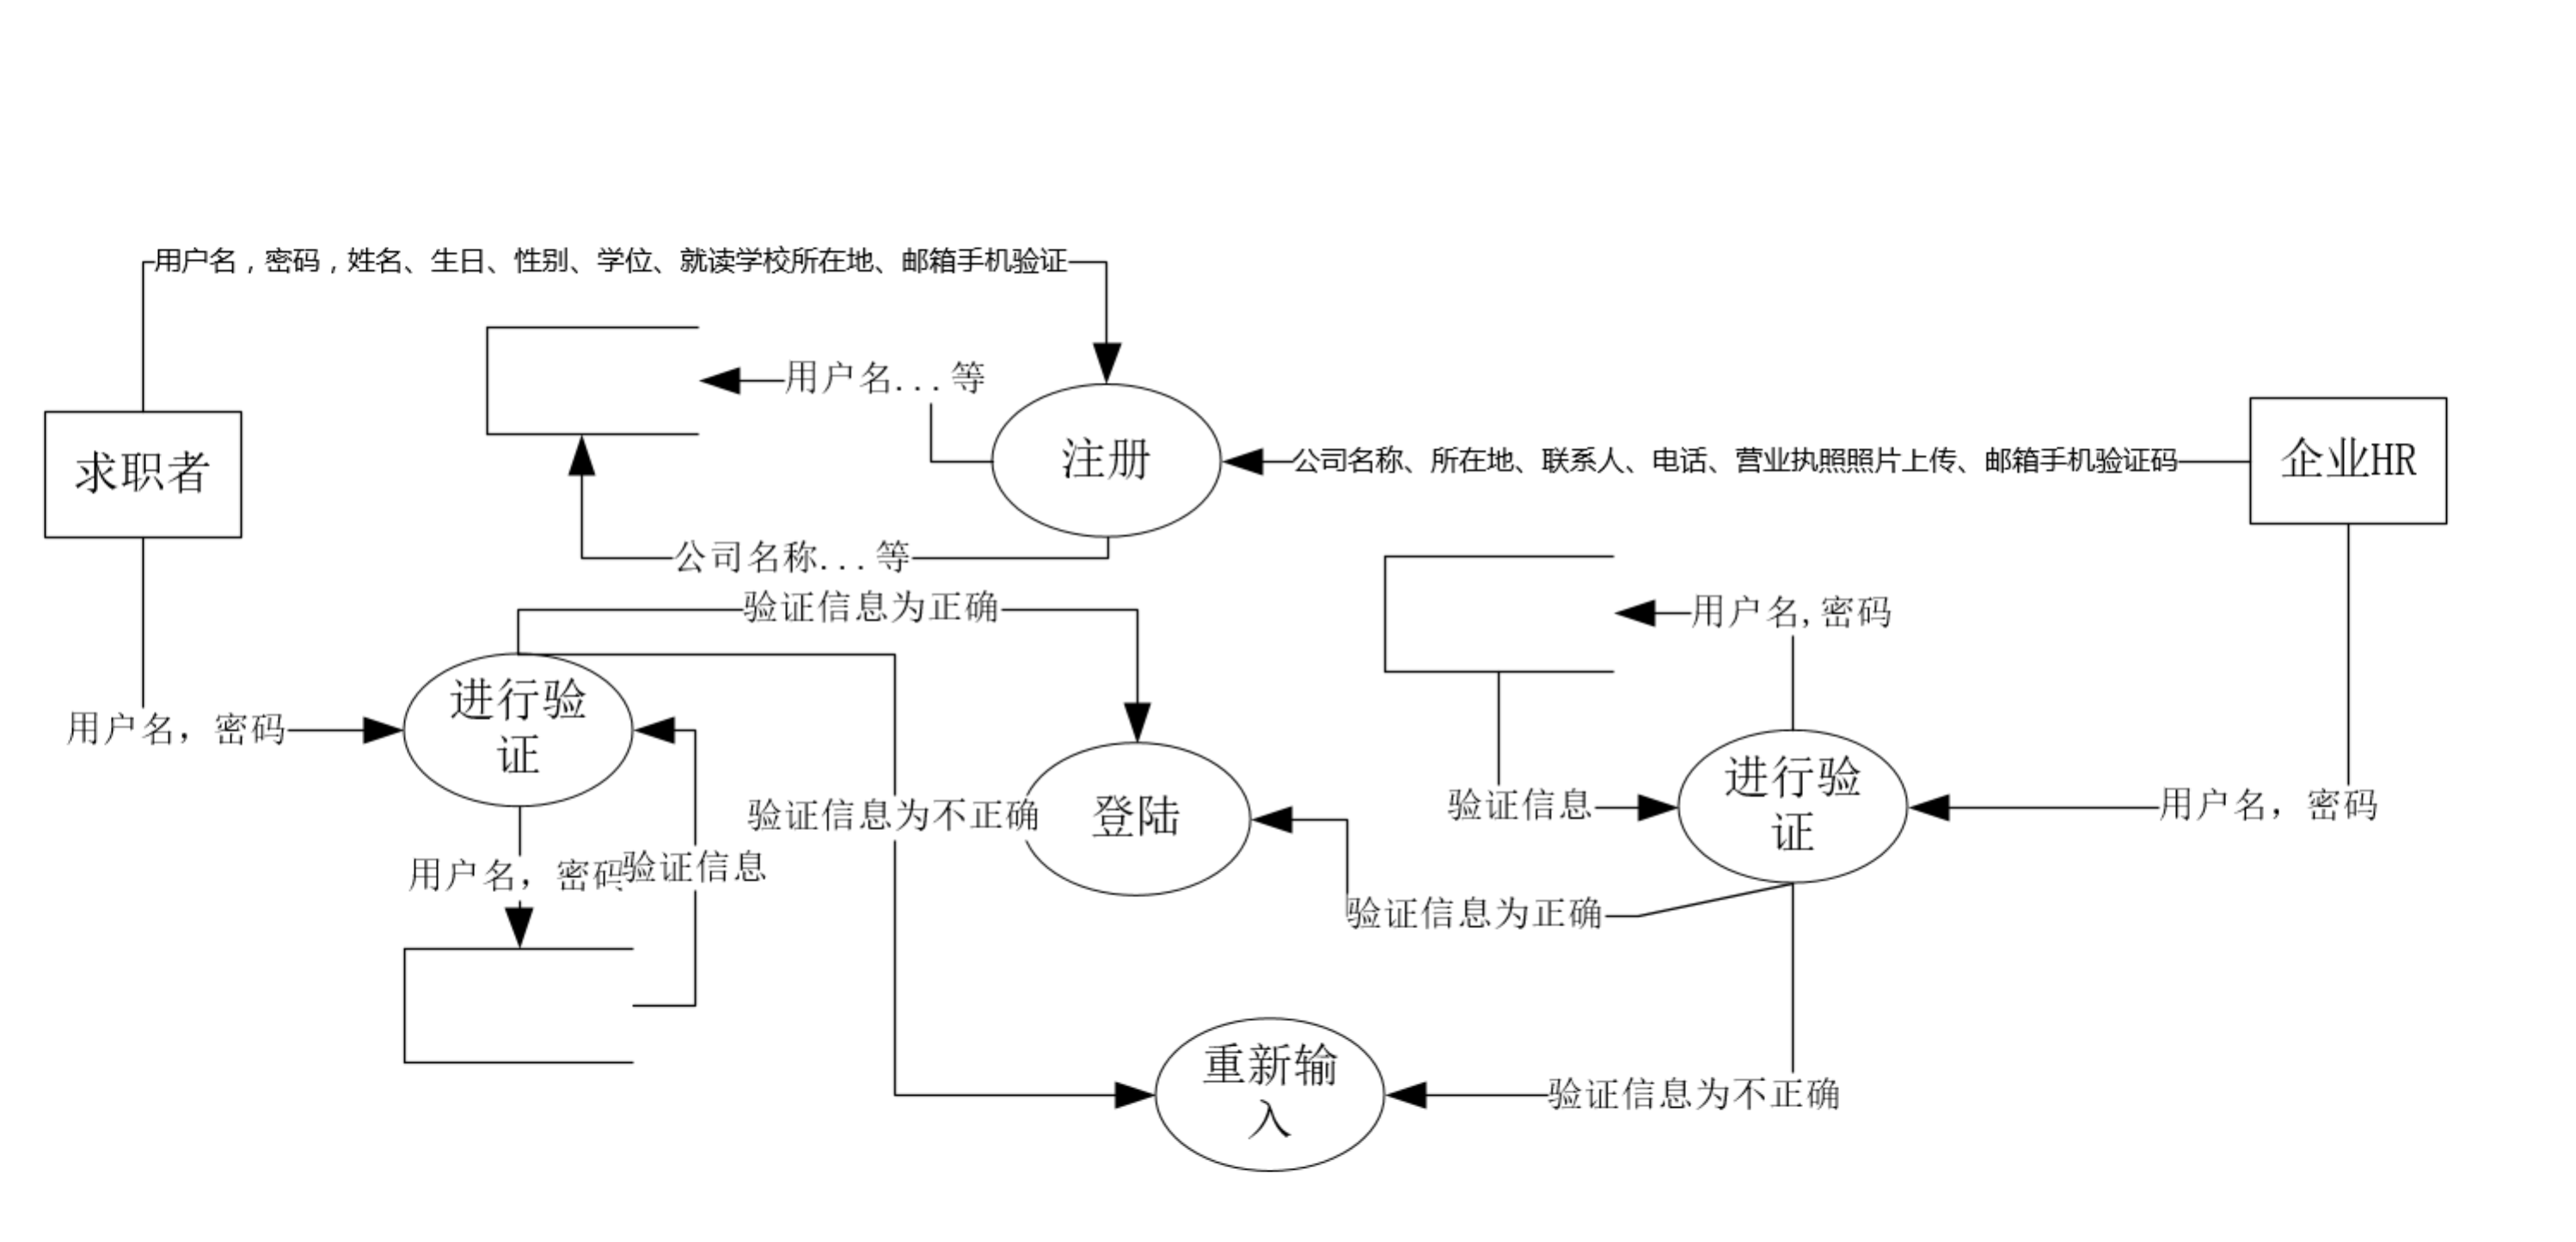 用户名，密码，姓名、生日、性别、学位、就读学校所在地、邮箱手机验证
用户名...等
求职者
注册
公司名称、所在地、联系人、电话、营业执照照片上传、邮箱手机验证码
企业HR
公司名称...等
验证信息为正确
用户名,密码
进行验
证
用户名，密码
验证信息为不正确
登陆
验证信息
进行验
证
用户名，密码
用户名，密码
验证信息
验证信息为正确
重新输
入
验证信息为不正确